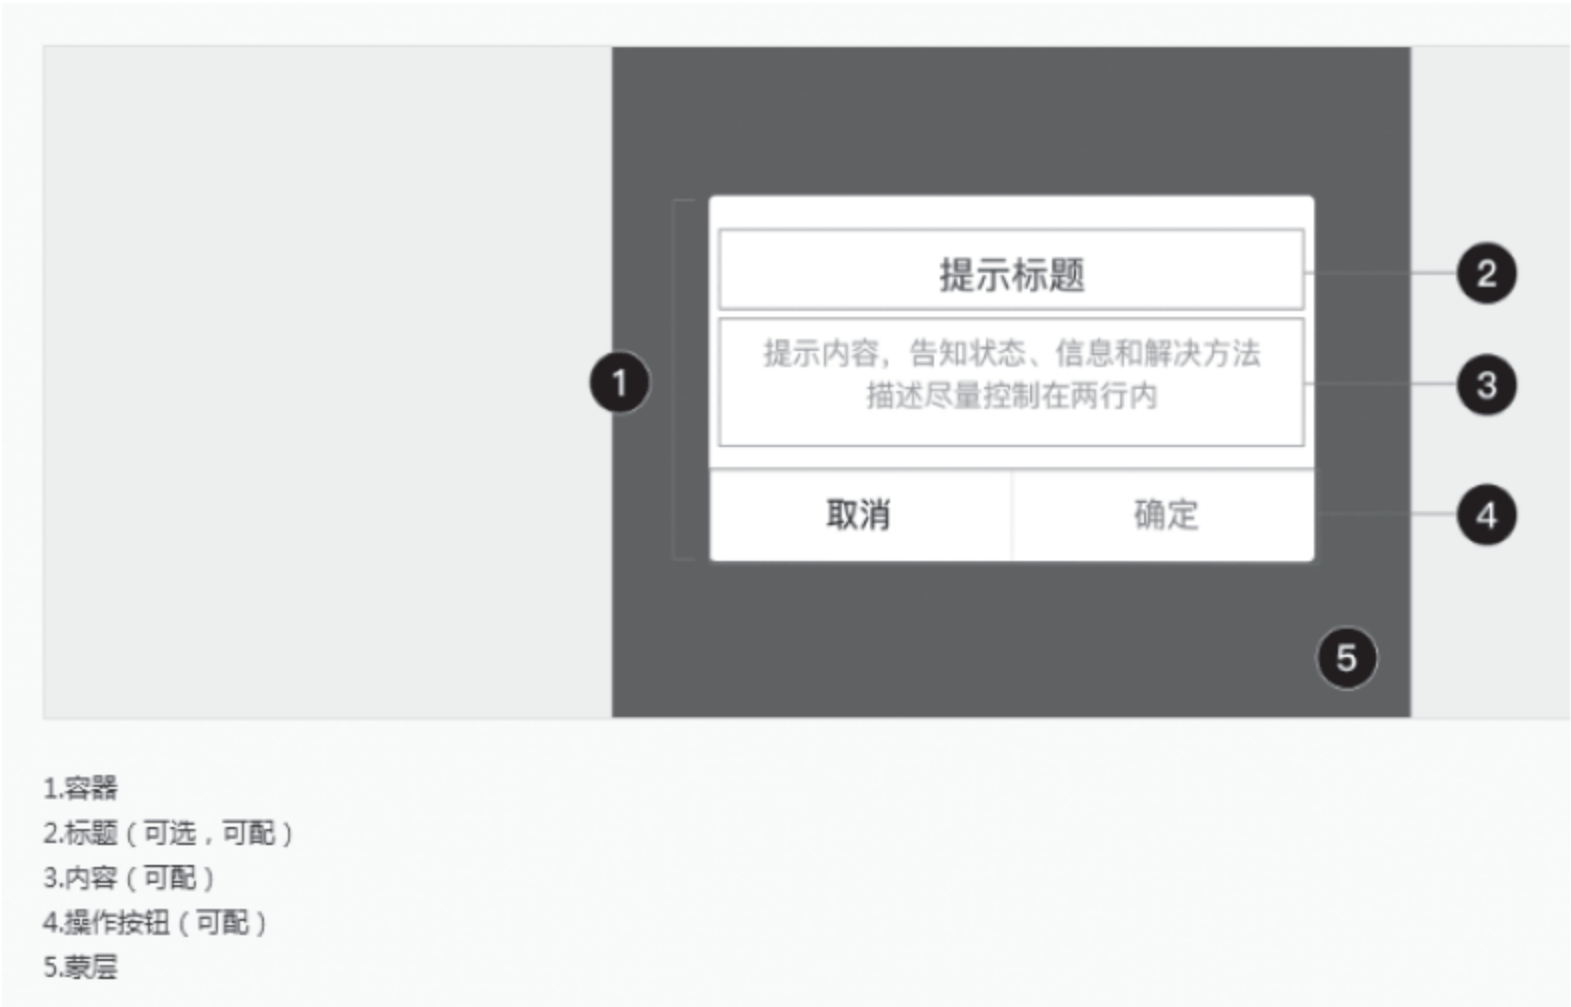 提示标题
2
提示内容，告知状态、信息和解决方法
描述尽量控制在两行内
1
3
取消
确定
4
5
1.容器
2.标题（可选，可配）
3.内容（可配）
4.操作按钮（可配）
5.蒙层